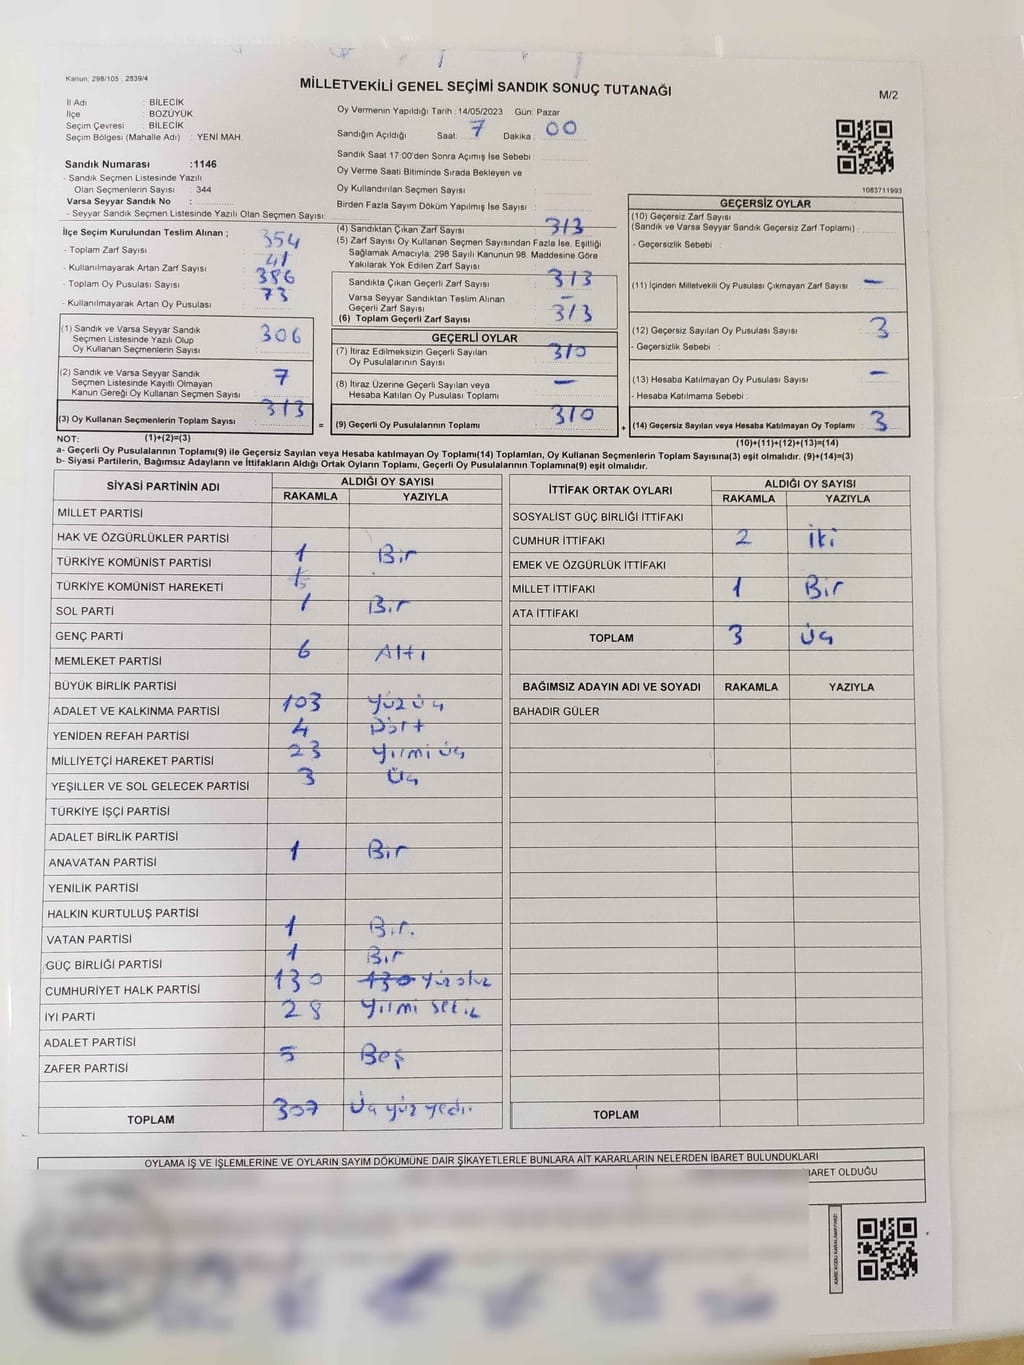 Kanun: 298/105 , 2839/4
MİLLETVEKİLİ GENEL SEÇİMİ SANDIK SONUÇ TUTANAĞI
M/2
İl Adı : BİLECİK
İlçe : BOZÜYÜK
Seçim Çevresi : BİLECİK
Seçim Bölgesi (Mahalle Adı) : YENİ MAH.
Sandık Numarası :1146
- Sandık Seçmen Listesinde Yazılı
Olan Seçmenlerin Sayısı : 344
Varsa Seyyar Sandık No :
- Seyyar Sandık Seçmen Listesinde Yazılı Olan Seçmen Sayısı:
Oy Vermenin Yapıldığı Tarih :14/05/2023 Gün: Pazar
Sandığın Açıldığı Saat: 7 Dakika : 00
Sandık Saat 17:00'den Sonra Açımış İse Sebebi :
Oy Verme Saati Bitiminde Sırada Bekleyen ve
Oy Kullandırılan Seçmen Sayısı :
Birden Fazla Sayım Döküm Yapılmış İse Sayısı :
1083711993
İlçe Seçim Kurulundan Teslim Alınan ;
- Toplam Zarf Sayısı : 354
- Kullanılmayarak Artan Zarf Sayısı : 41
- Toplam Oy Pusulası Sayısı : 386
- Kullanılmayarak Artan Oy Pusulası : 73
(1) Sandık ve Varsa Seyyar Sandık
Seçmen Listesinde Yazılı Olup
Oy Kullanan Seçmenlerin Sayısı : 306
(2) Sandık ve Varsa Seyyar Sandık
Seçmen Listesinde Kayıtlı Olmayan
Kanun Gereği Oy Kullanan Seçmen Sayısı : 7
(3) Oy Kullanan Seçmenlerin Toplam Sayısı : 313
(4) Sandıktan Çıkan Zarf Sayısı : 313
(5) Zarf Sayısı Oy Kullanan Seçmen Sayısından Fazla İse, Eşitliği
Sağlamak Amacıyla, 298 Sayılı Kanunun 98. Maddesine Göre
Yakılarak Yok Edilen Zarf Sayısı :
Sandıkta Çıkan Geçerli Zarf Sayısı : 313
Varsa Seyyar Sandıktan Teslim Alınan
Geçerli Zarf Sayısı : –
(6) Toplam Geçerli Zarf Sayısı : 313
GEÇERLİ OYLAR
(7) İtiraz Edilmeksizin Geçerli Sayılan
Oy Pusulalarının Sayısı : 310
(8) İtiraz Üzerine Geçerli Sayılan veya
Hesaba Katılan Oy Pusulası Toplamı : –
= (9) Geçerli Oy Pusulalarının Toplamı : 310
GEÇERSİZ OYLAR
(10) Geçersiz Zarf Sayısı
(Sandık ve Varsa Seyyar Sandık Geçersiz Zarf Toplamı) :
- Geçersizlik Sebebi :
(11) İçinden Milletvekili Oy Pusulası Çıkmayan Zarf Sayısı : –
(12) Geçersiz Sayılan Oy Pusulası Sayısı : 3
- Geçersizlik Sebebi :
(13) Hesaba Katılmayan Oy Pusulası Sayısı : –
- Hesaba Katılmama Sebebi :
+ (14) Geçersiz Sayılan veya Hesaba Katılmayan Oy Toplamı : 3
NOT: (1)+(2)=(3)
(10)+(11)+(12)+(13)=(14)
a- Geçerli Oy Pusulalarının Toplamı(9) ile Geçersiz Sayılan veya Hesaba katılmayan Oy Toplamı(14) Toplamları, Oy Kullanan Seçmenlerin Toplam Sayısına(3) eşit olmalıdır. (9)+(14)=(3)
b- Siyasi Partilerin, Bağımsız Adayların ve İttifakların Aldığı Ortak Oyların Toplamı, Geçerli Oy Pusulalarının Toplamına(9) eşit olmalıdır.
SİYASİ PARTİNİN ADI ALDIĞI OY SAYISI
RAKAMLA YAZIYLA
MİLLET PARTİSİ
HAK VE ÖZGÜRLÜKLER PARTİSİ
TÜRKİYE KOMÜNİST PARTİSİ 1 Bir
TÜRKİYE KOMÜNİST HAREKETİ
SOL PARTİ 1 Bir
GENÇ PARTİ
MEMLEKET PARTİSİ 6 Altı
BÜYÜK BİRLİK PARTİSİ
ADALET VE KALKINMA PARTİSİ 103 Yüz üç
YENİDEN REFAH PARTİSİ 4 Dört
MİLLİYETÇİ HAREKET PARTİSİ 23 Yirmi üç
YEŞİLLER VE SOL GELECEK PARTİSİ 3 Üç
TÜRKİYE İŞÇİ PARTİSİ
ADALET BİRLİK PARTİSİ
ANAVATAN PARTİSİ 1 Bir
YENİLİK PARTİSİ
HALKIN KURTULUŞ PARTİSİ
VATAN PARTİSİ 1 Bir.
GÜÇ BİRLİĞİ PARTİSİ 1 Bir
CUMHURİYET HALK PARTİSİ 130 130 Yüz otuz
İYİ PARTİ 28 Yirmi sekiz
ADALET PARTİSİ
ZAFER PARTİSİ 5 Beş
TOPLAM 307 Üç yüz yedi.
İTTİFAK ORTAK OYLARI ALDIĞI OY SAYISI
RAKAMLA YAZIYLA
SOSYALİST GÜÇ BİRLİĞİ İTTİFAKI
CUMHUR İTTİFAKI 2 İki
EMEK VE ÖZGÜRLÜK İTTİFAKI
MİLLET İTTİFAKI 1 Bir
ATA İTTİFAKI
TOPLAM 3 Üç
BAĞIMSIZ ADAYIN ADI VE SOYADI RAKAMLA YAZIYLA
BAHADIR GÜLER
TOPLAM
OYLAMA İŞ VE İŞLEMLERİNE VE OYLARIN SAYIM DÖKÜMÜNE DAİR ŞİKAYETLERLE BUNLARA AİT KARARLARIN NELERDEN İBARET BULUNDUKLARI
İBARET OLDUĞU